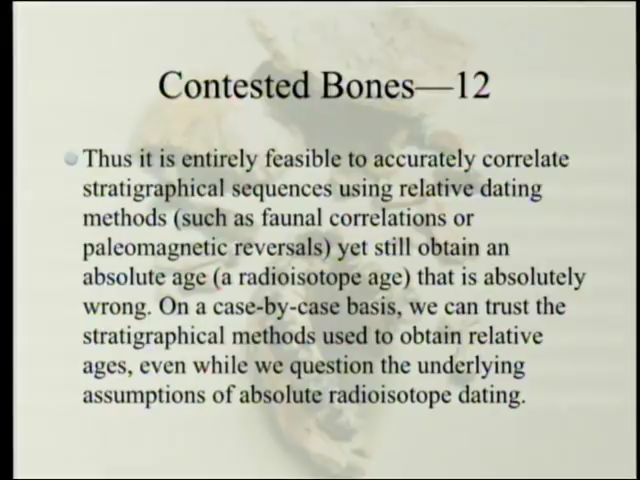 Contested Bones—12
Thus it is entirely feasible to accurately correlate
stratigraphical sequences using relative dating
methods (such as faunal correlations or
paleomagnetic reversals) yet still obtain an
absolute age (a radioisotope age) that is absolutely
wrong. On a case-by-case basis, we can trust the
stratigraphical methods used to obtain relative
ages, even while we question the underlying
assumptions of absolute radioisotope dating.